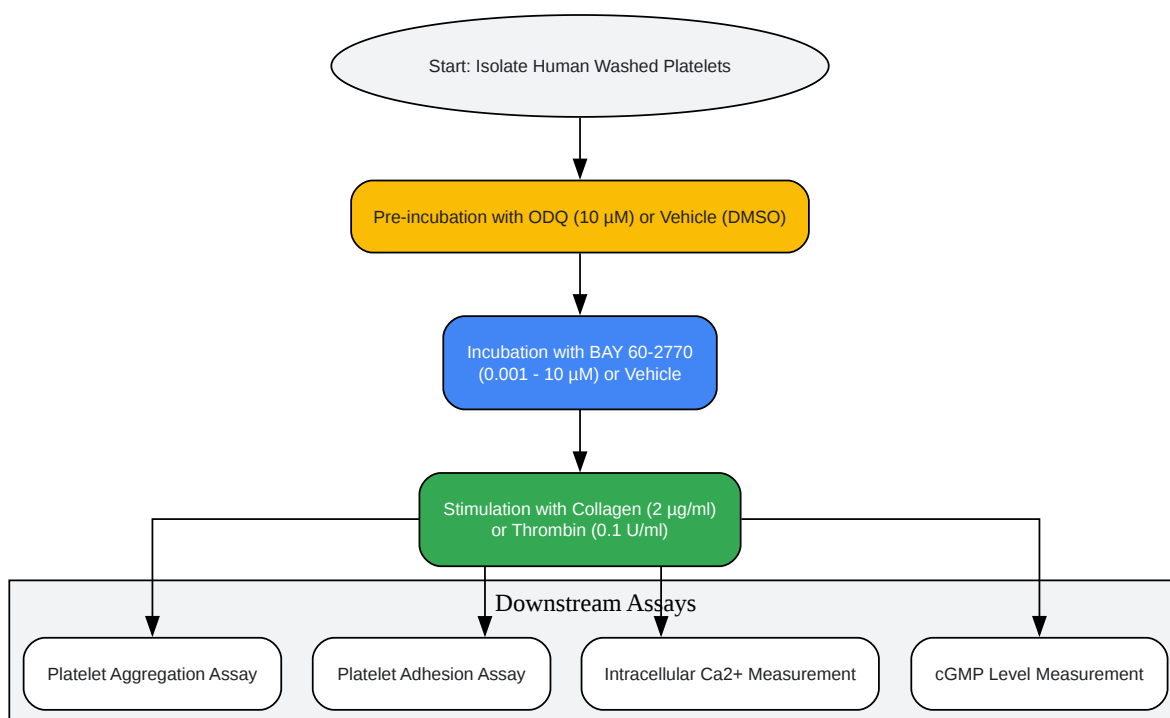 Start: Isolate Human Washed Platelets
Pre-incubation with ODQ (10 µM) or Vehicle (DMSO)
Incubation with BAY 60-2770
(0.001 - 10 µM) or Vehicle
Stimulation with Collagen (2 µg/ml)
or Thrombin (0.1 U/ml)
Downstream Assays
Platelet Aggregation Assay
Platelet Adhesion Assay
Intracellular Ca2+ Measurement
cGMP Level Measurement